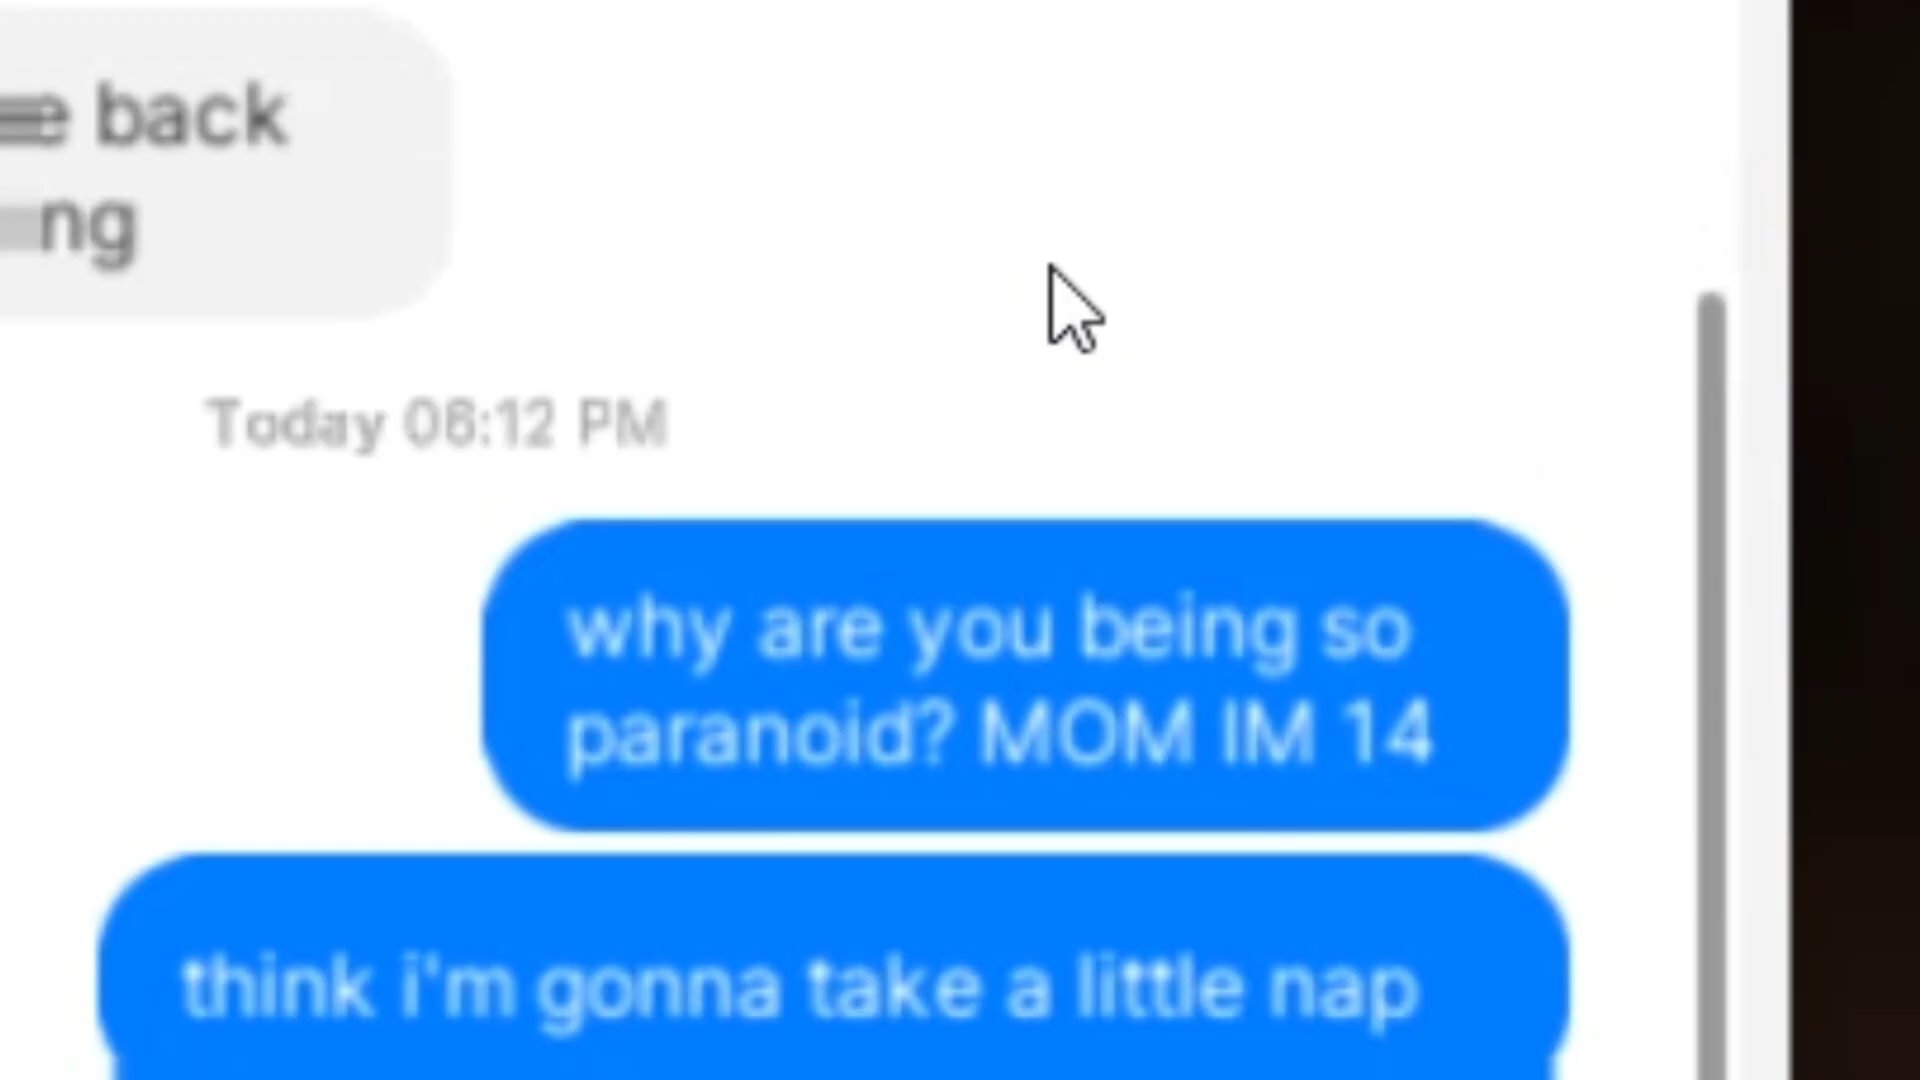 back
Today 08:12 PM
why are you being so
paranoid? MOM IM 14
think i'm gonna take a little nap